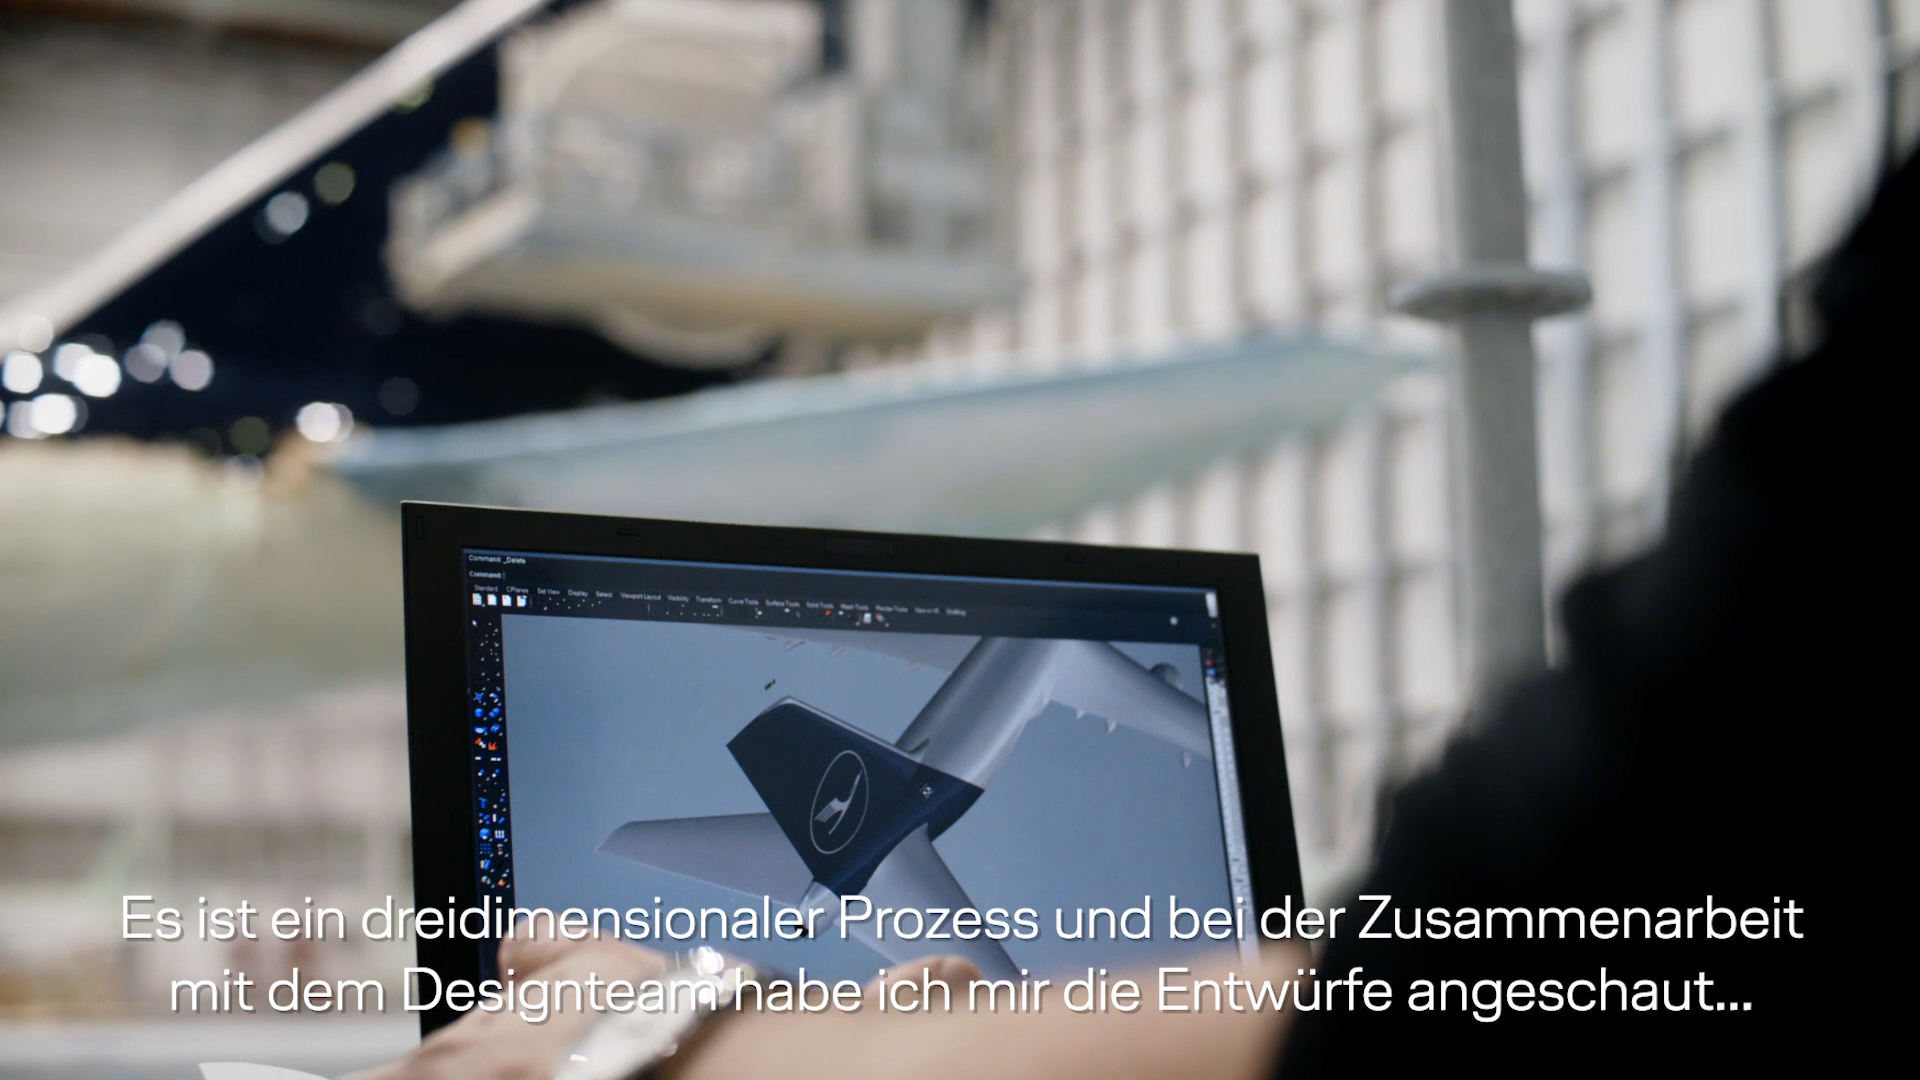 Command: _Delete
Command:
Standard CPlanes Set View Display Select Viewport Layout Visibility Transform Curve Tools Surface Tools Solid Tools Mesh Tools Render Tools Drafting
Es ist ein dreidimensionaler Prozess und bei der Zusammenarbeit
mit dem Designteam habe ich mir die Entwürfe angeschaut...